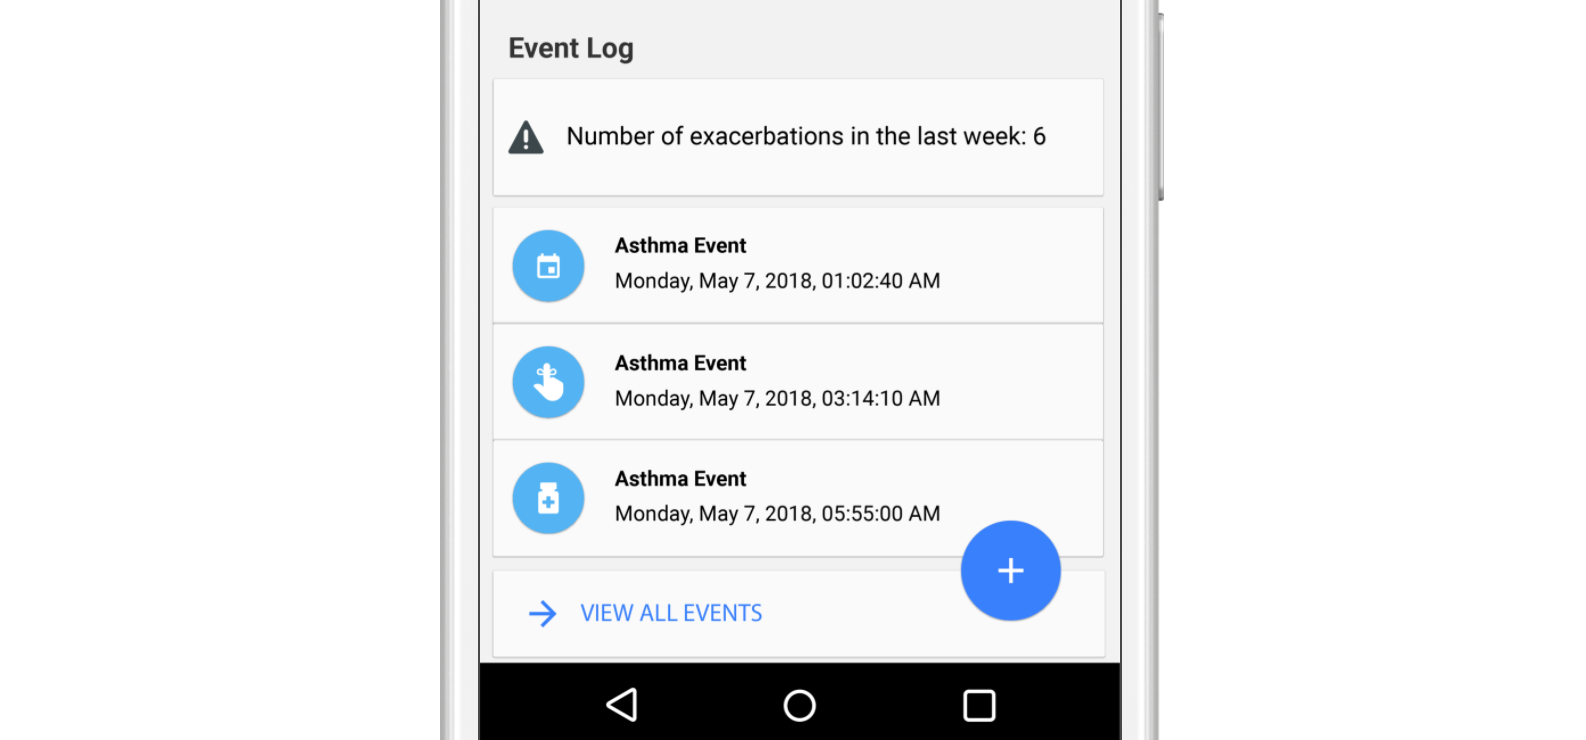 Event Log
Number of exacerbations in the last week: 6
Asthma Event
Monday, May 7, 2018, 01:02:40 AM
Asthma Event
Monday, May 7, 2018, 03:14:10 AM
Asthma Event
Monday, May 7, 2018, 05:55:00 AM
VIEW ALL EVENTS